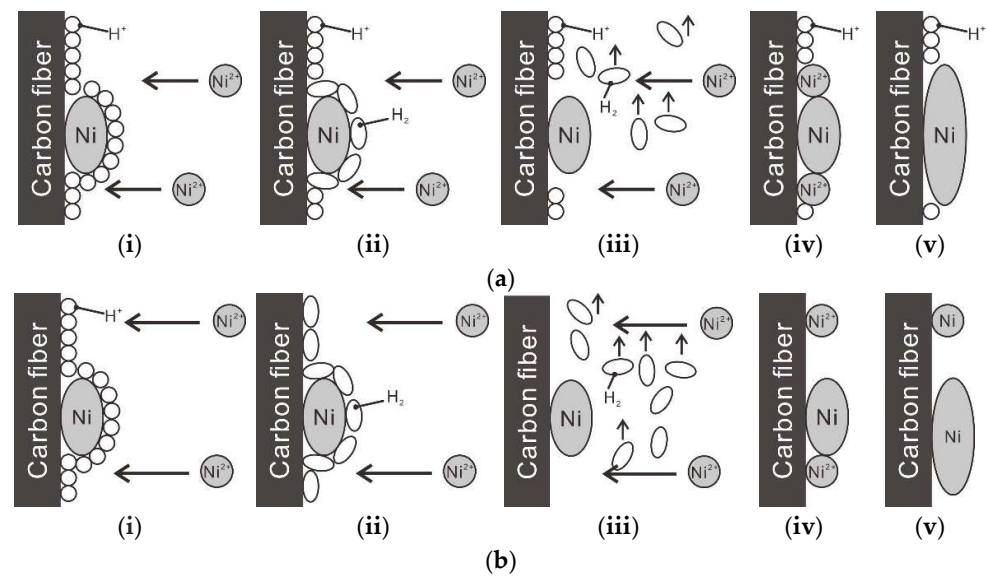 Carbon fiber
H+
Ni
Ni2+
Ni2+
Carbon fiber
H+
Ni
H2
Ni2+
Ni2+
Carbon fiber
H+
Ni
H2
Ni2+
Ni2+
Carbon fiber
H+
Ni2+
Ni
Ni2+
Carbon fiber
H+
Ni
(i)
(ii)
(iii)
(iv)
(v)
(a)
Carbon fiber
H+
Ni
Ni2+
Ni2+
Carbon fiber
Ni
H2
Ni2+
Ni2+
Carbon fiber
Ni
H2
Ni2+
Ni2+
Carbon fiber
Ni2+
Ni
Ni2+
Carbon fiber
Ni
Ni
(i)
(ii)
(iii)
(iv)
(v)
(b)